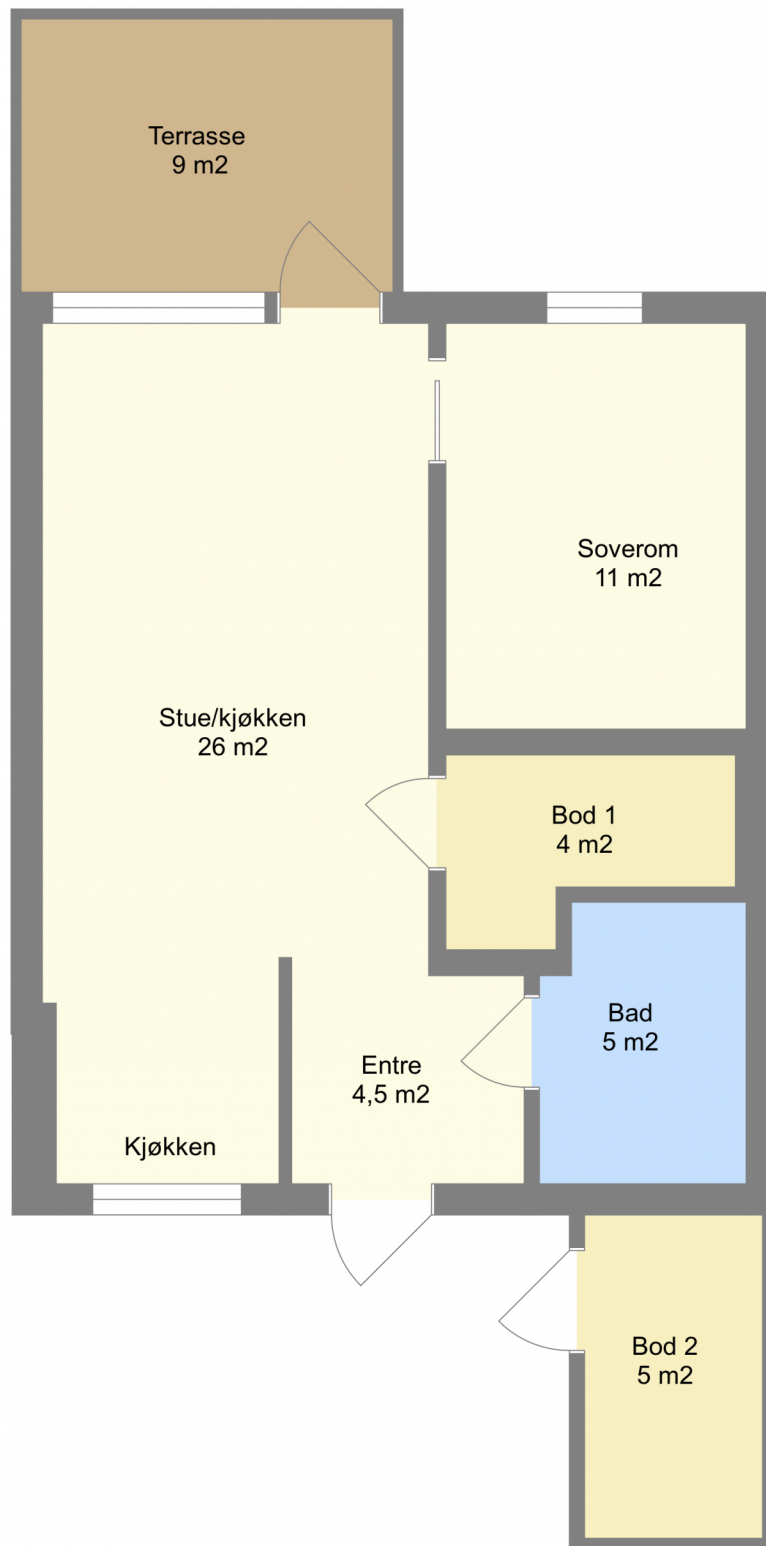 Terrasse
9 m2
Soverom
11 m2
Stue/kjøkken
26 m2
Bod 1
4 m2
Bad
5 m2
Entre
4,5 m2
Kjøkken
Bod 2
5 m2